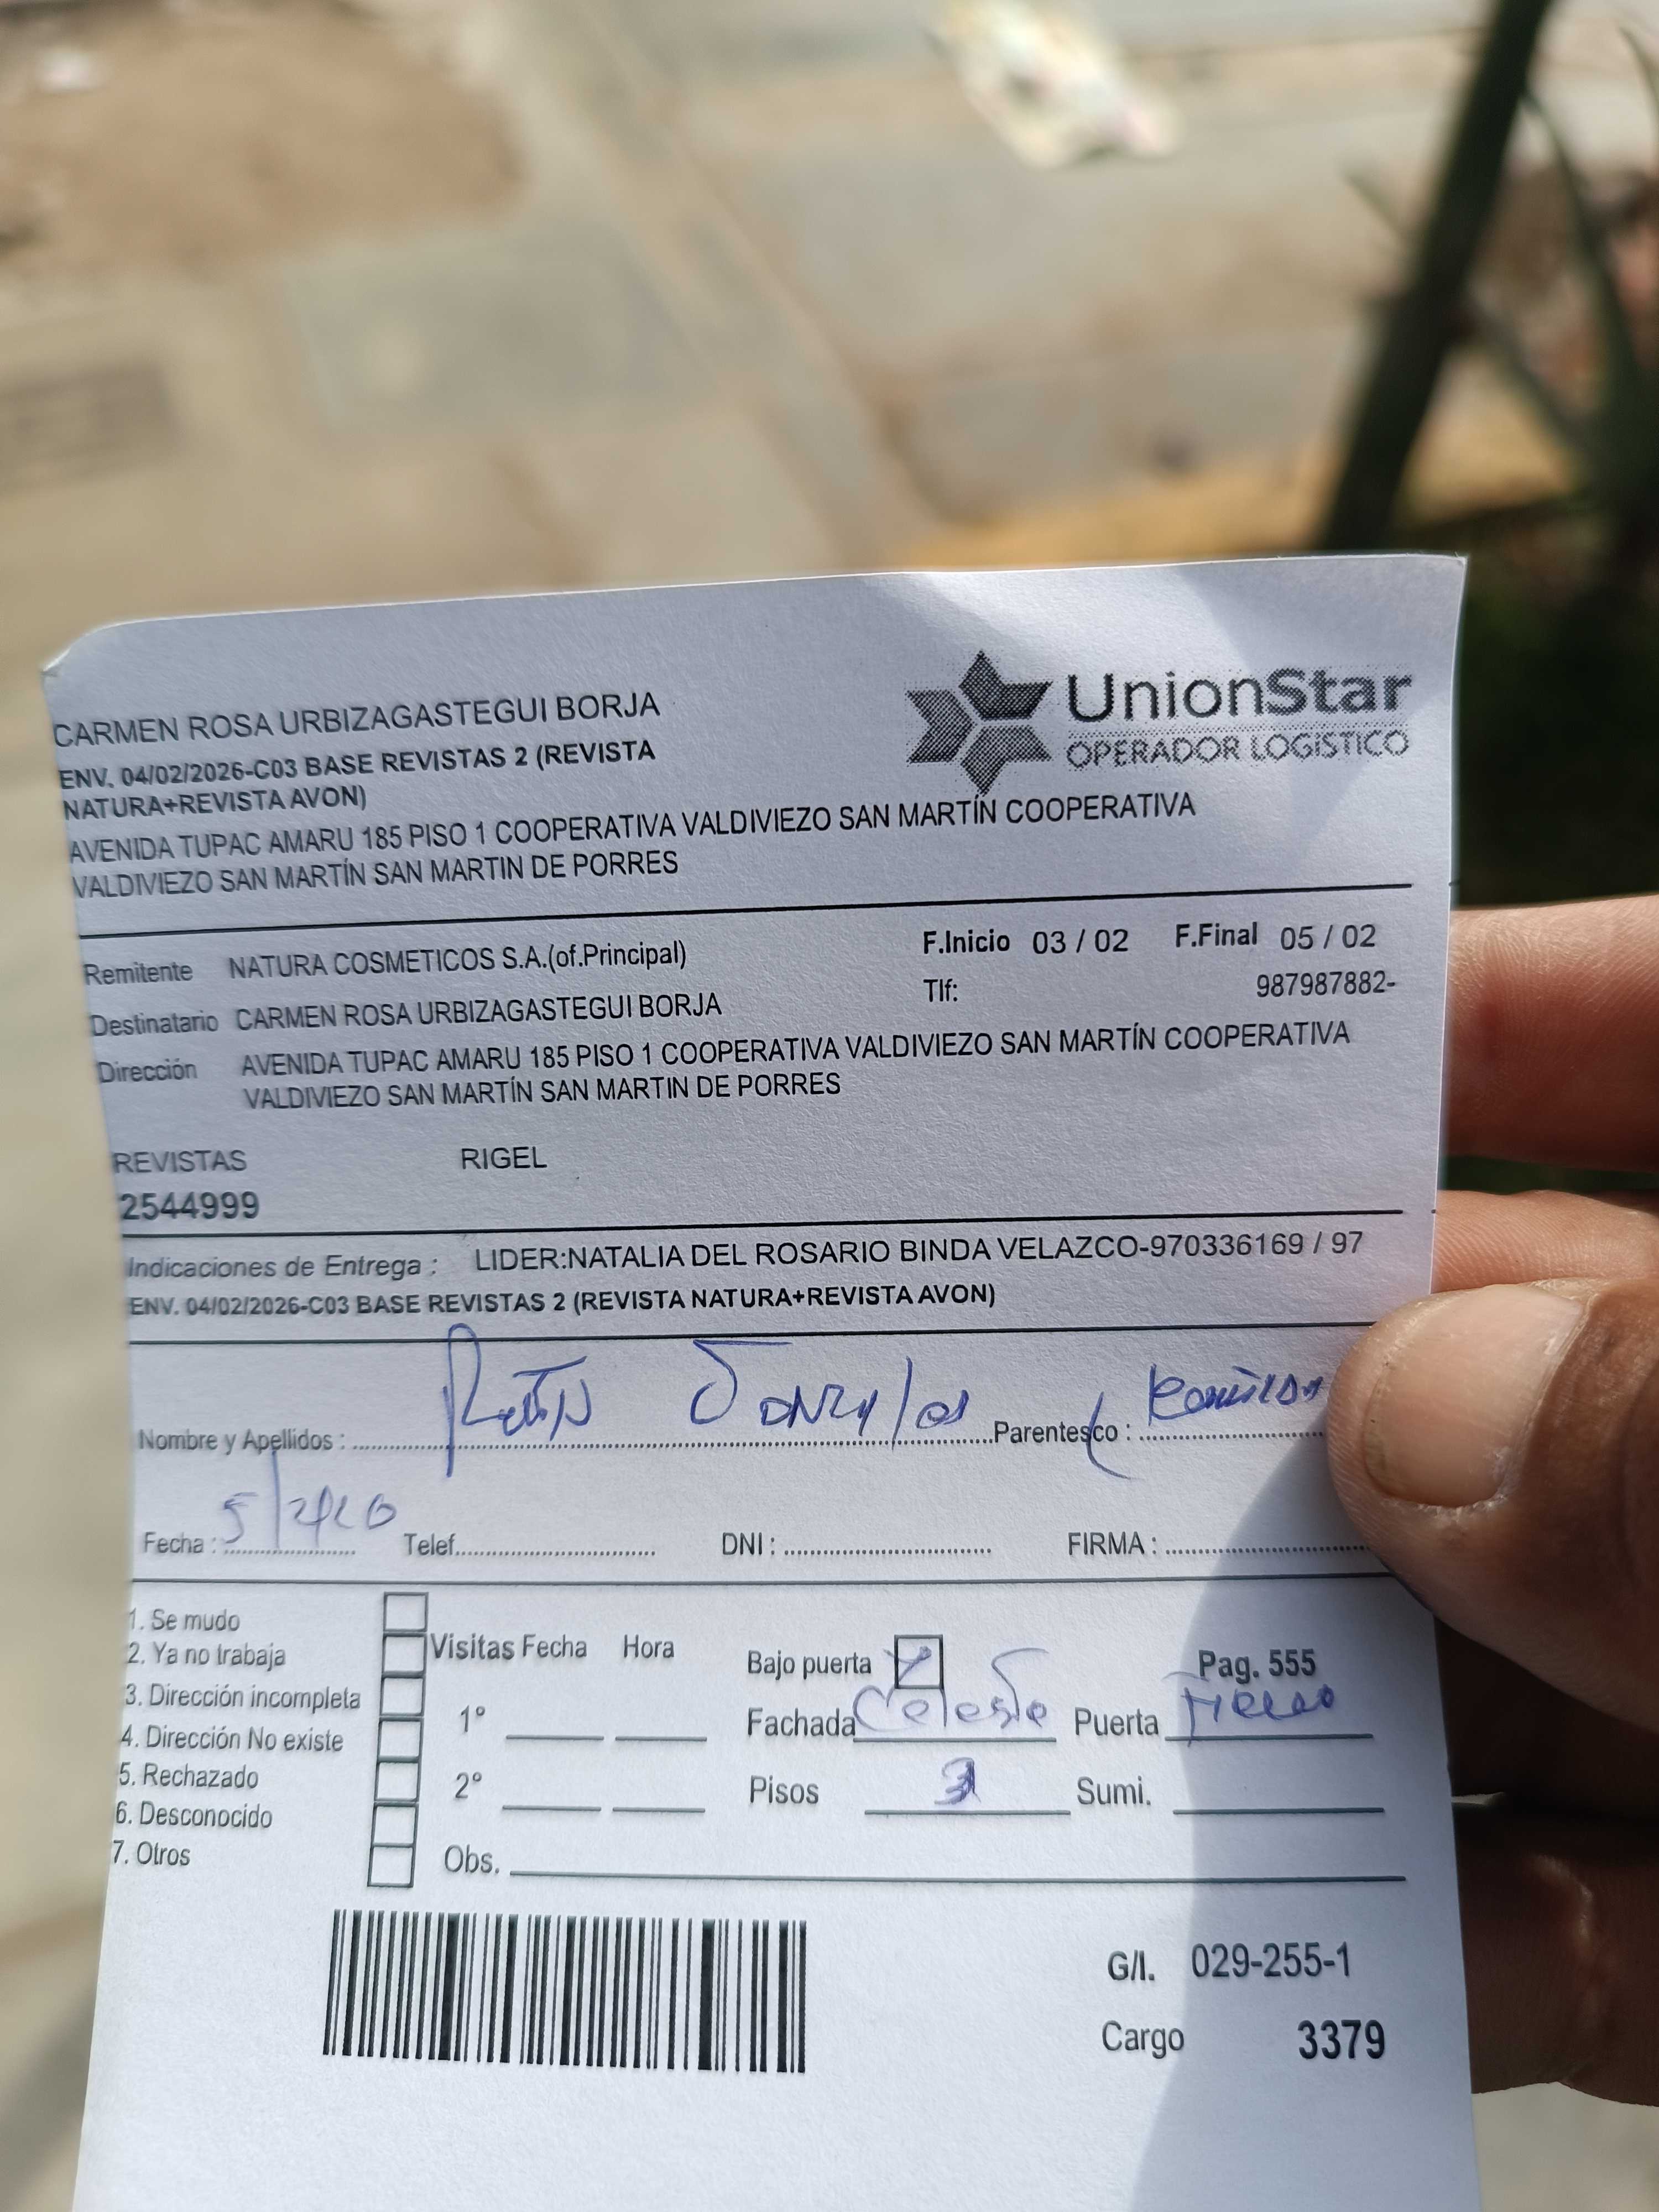 CARMEN ROSA URBIZAGASTEGUI BORJA
ENV. 04/02/2026-C03 BASE REVISTAS 2 (REVISTA
NATURA+REVISTA AVON)
AVENIDA TUPAC AMARU 185 PISO 1 COOPERATIVA VALDIVIEZO SAN MARTÍN COOPERATIVA
VALDIVIEZO SAN MARTÍN SAN MARTIN DE PORRES
UnionStar
OPERADOR LOGISTICO
Remitente NATURA COSMETICOS S.A.(of.Principal)
F.Inicio 03 / 02 F.Final 05 / 02
Tlf: 987987882-
Destinatario CARMEN ROSA URBIZAGASTEGUI BORJA
Dirección AVENIDA TUPAC AMARU 185 PISO 1 COOPERATIVA VALDIVIEZO SAN MARTÍN COOPERATIVA
VALDIVIEZO SAN MARTÍN SAN MARTIN DE PORRES
REVISTAS RIGEL
2544999
Indicaciones de Entrega : LIDER:NATALIA DEL ROSARIO BINDA VELAZCO-970336169 / 97
ENV. 04/02/2026-C03 BASE REVISTAS 2 (REVISTA NATURA+REVISTA AVON)
Nombre y Apellidos : Parentesco :
Fecha : Telef. DNI : FIRMA :
1. Se mudo
2. Ya no trabaja
3. Dirección incompleta
4. Dirección No existe
5. Rechazado
6. Desconocido
7. Otros
Visitas Fecha Hora
1°
2°
Obs.
Bajo puerta Pag. 555
Fachada Celeste Puerta
Pisos 3 Sumi.
G/I. 029-255-1
Cargo 3379